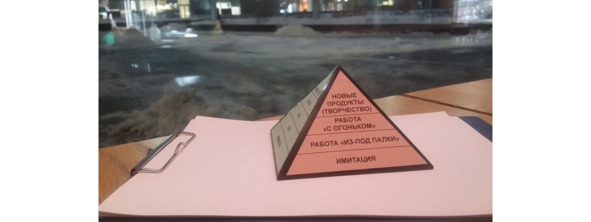 НОВЫЕ
ПРОДУКТЫ
(ТВОРЧЕСТВО)
РАБОТА
«С ОГОНЬКОМ»
РАБОТА «ИЗ-ПОД ПАЛКИ»
ИМИТАЦИЯ